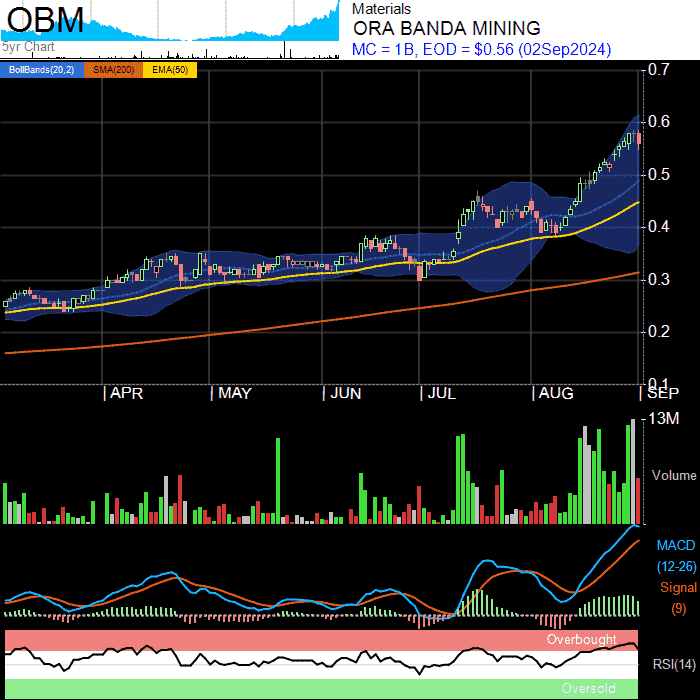 OBM
5yr Chart
Materials
ORA BANDA MINING
MC = 1B, EOD = $0.56 (02Sep2024)
BollBands(20,2) SMA(200) EMA(50)
0.7
0.6
0.5
0.4
0.3
0.2
0.1
APR MAY JUN JUL AUG SEP
13M
Volume
MACD
(12-26)
Signal
(9)
Overbought
RSI(14)
Oversold